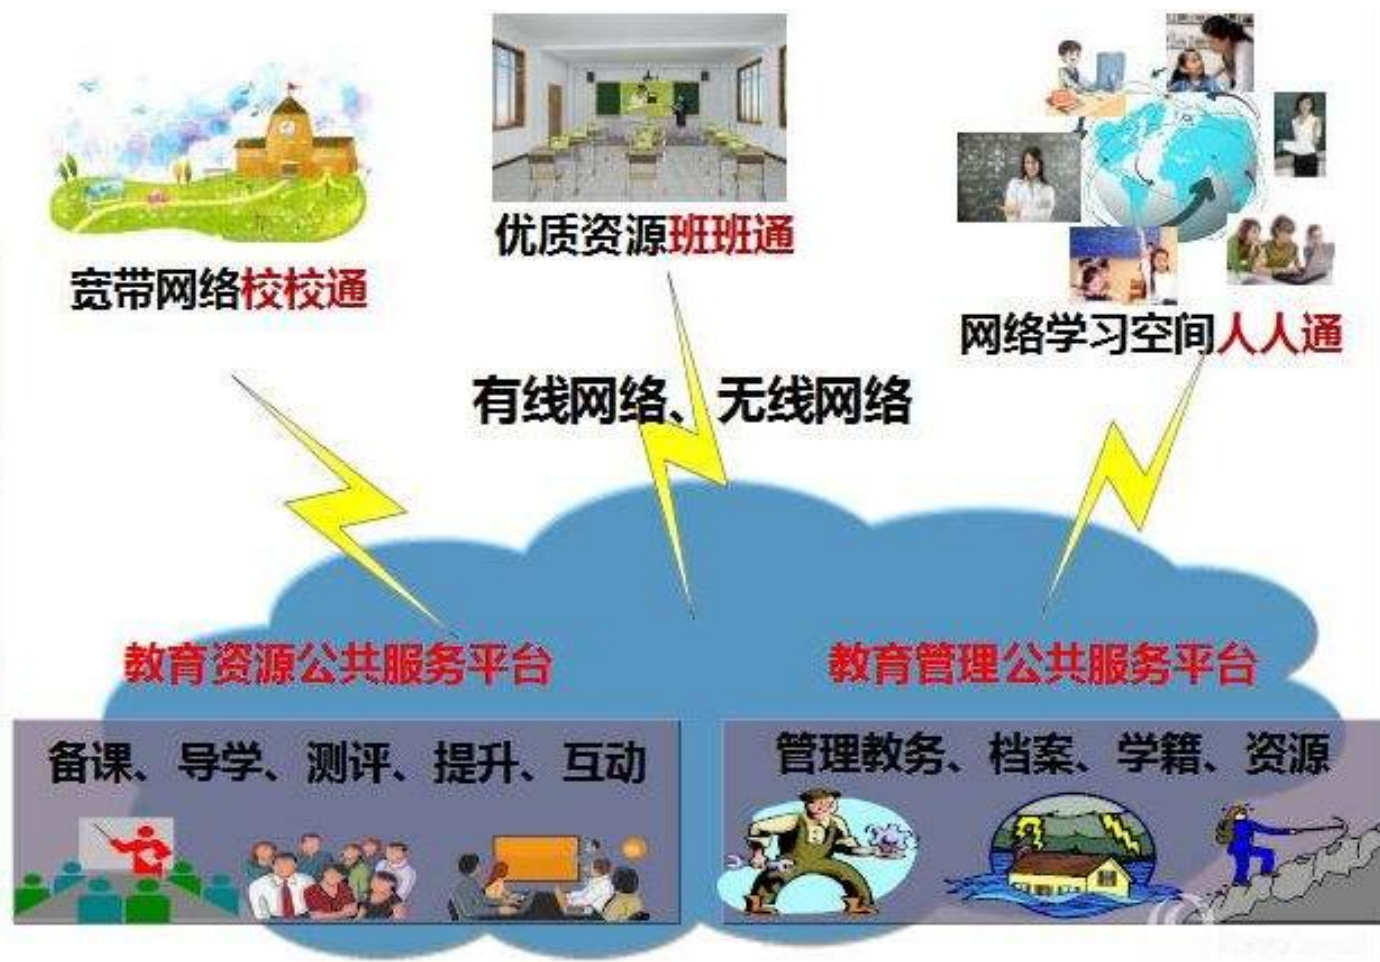 优质资源班班通
宽带网络校校通
网络学习空间人人通
有线网络、无线网络
教育资源公共服务平台
教育管理公共服务平台
备课、导学、测评、提升、互动
管理教务、档案、学籍、资源